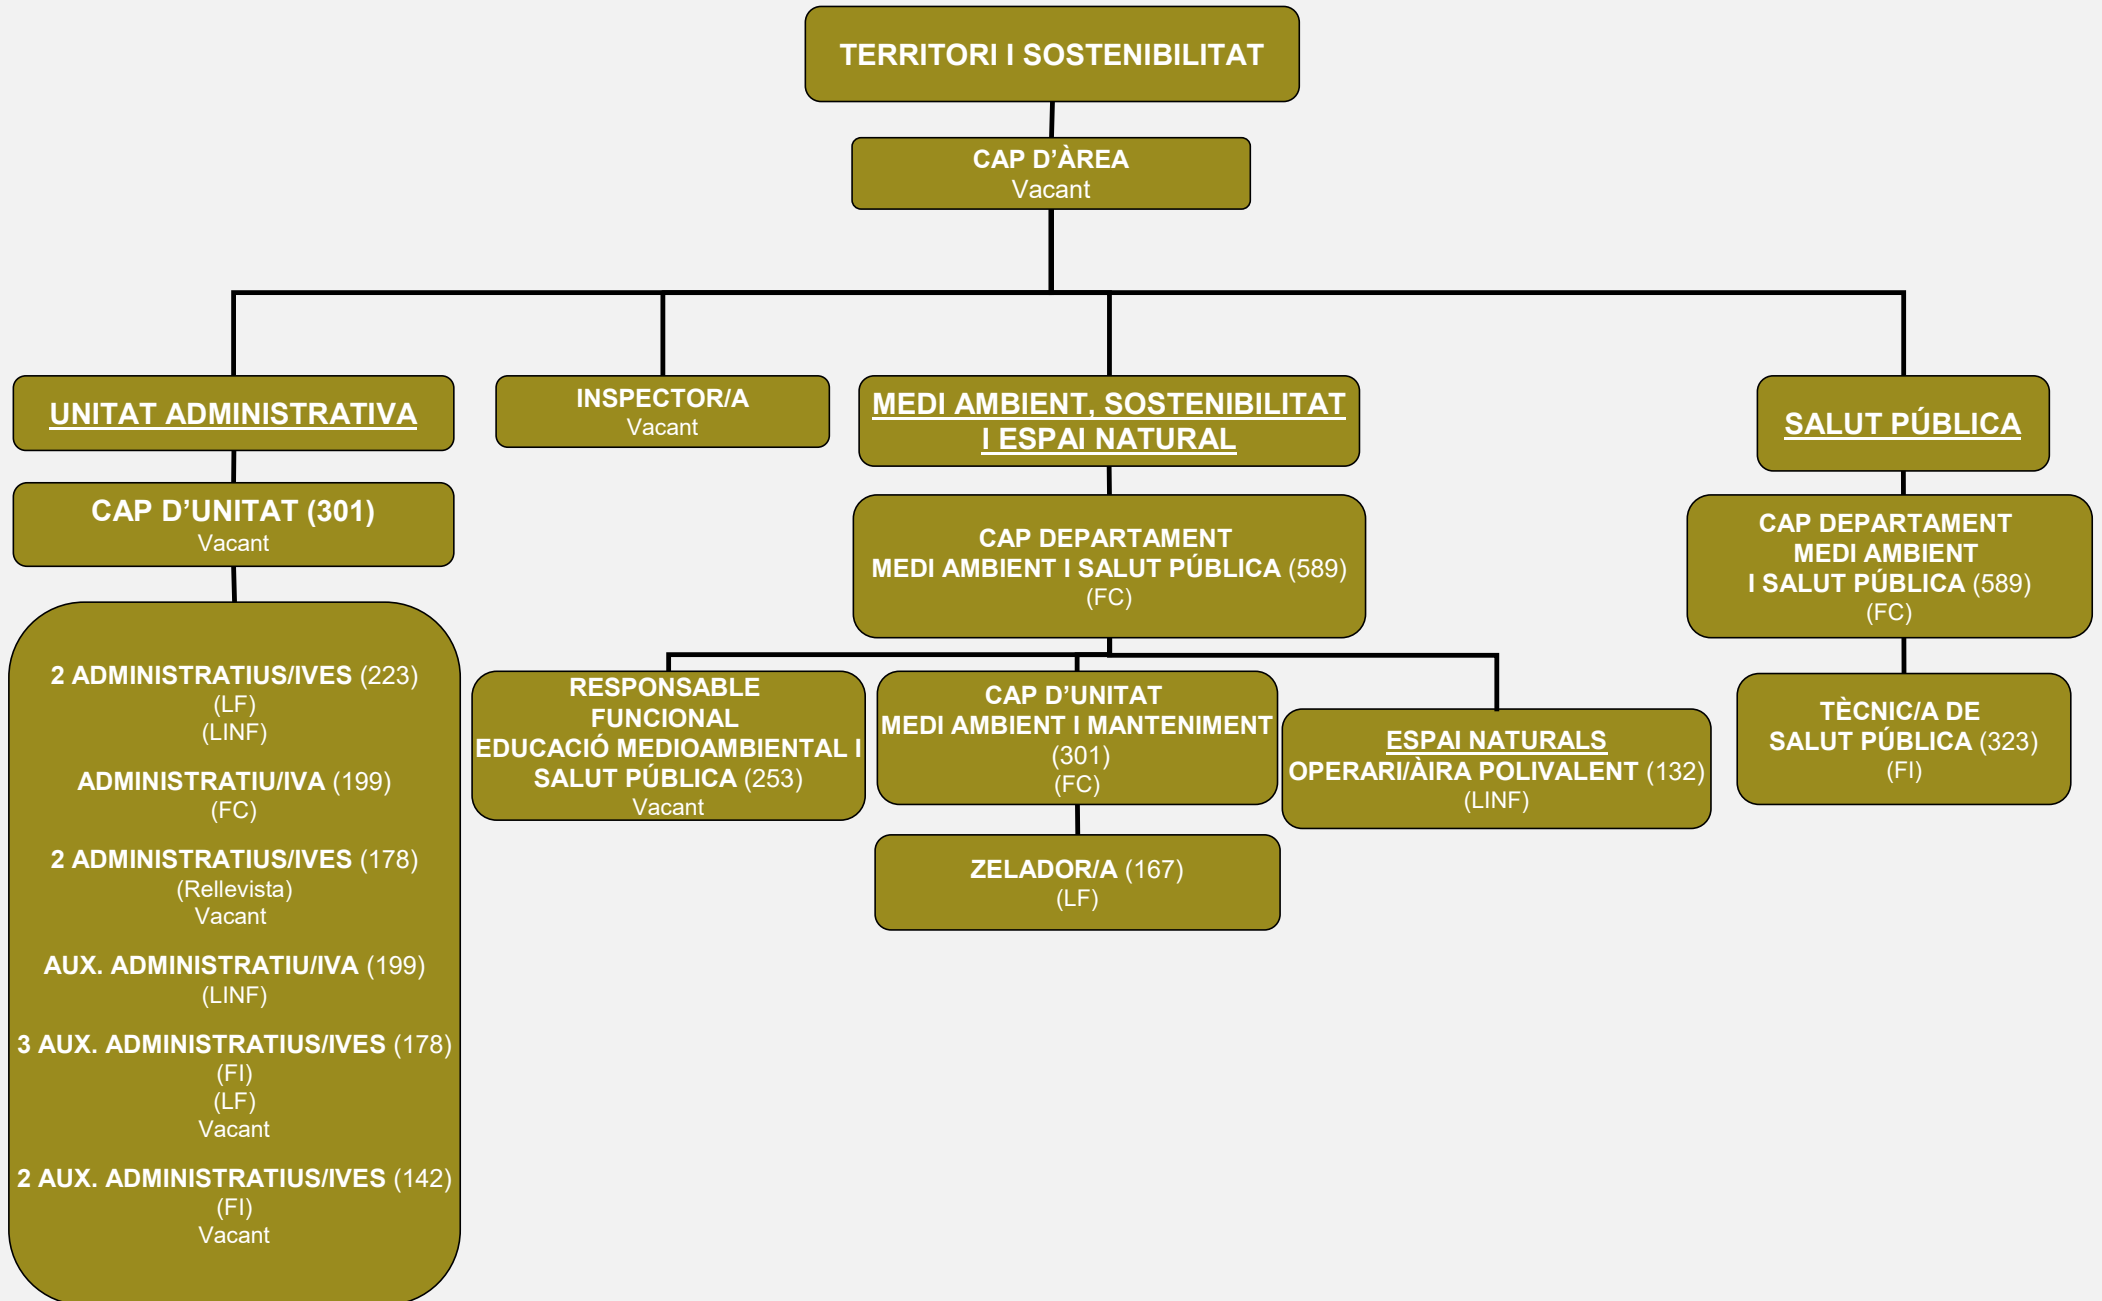 TERRITORI I SOSTENIBILITAT
CAP D’ÀREA
Vacant
UNITAT ADMINISTRATIVA
CAP D’UNITAT (301)
Vacant
2 ADMINISTRATIUS/IVES (223)
(LF)
(LINF)
ADMINISTRATIU/IVA (199)
(FC)
2 ADMINISTRATIUS/IVES (178)
(Rellevista)
Vacant
AUX. ADMINISTRATIU/IVA (199)
(LINF)
3 AUX. ADMINISTRATIUS/IVES (178)
(FI)
(LF)
Vacant
2 AUX. ADMINISTRATIUS/IVES (142)
(FI)
Vacant
INSPECTOR/A
Vacant
MEDI AMBIENT, SOSTENIBILITAT
I ESPAI NATURAL
CAP DEPARTAMENT
MEDI AMBIENT I SALUT PÚBLICA (589)
(FC)
RESPONSABLE
FUNCIONAL
EDUCACIÓ MEDIOAMBIENTAL I
SALUT PÚBLICA (253)
Vacant
CAP D’UNITAT
MEDI AMBIENT I MANTENIMENT
(301)
(FC)
ZELADOR/A (167)
(LF)
ESPAI NATURALS
OPERARI/ÀIRA POLIVALENT (132)
(LINF)
SALUT PÚBLICA
CAP DEPARTAMENT
MEDI AMBIENT
I SALUT PÚBLICA (589)
(FC)
TÈCNIC/A DE
SALUT PÚBLICA (323)
(FI)